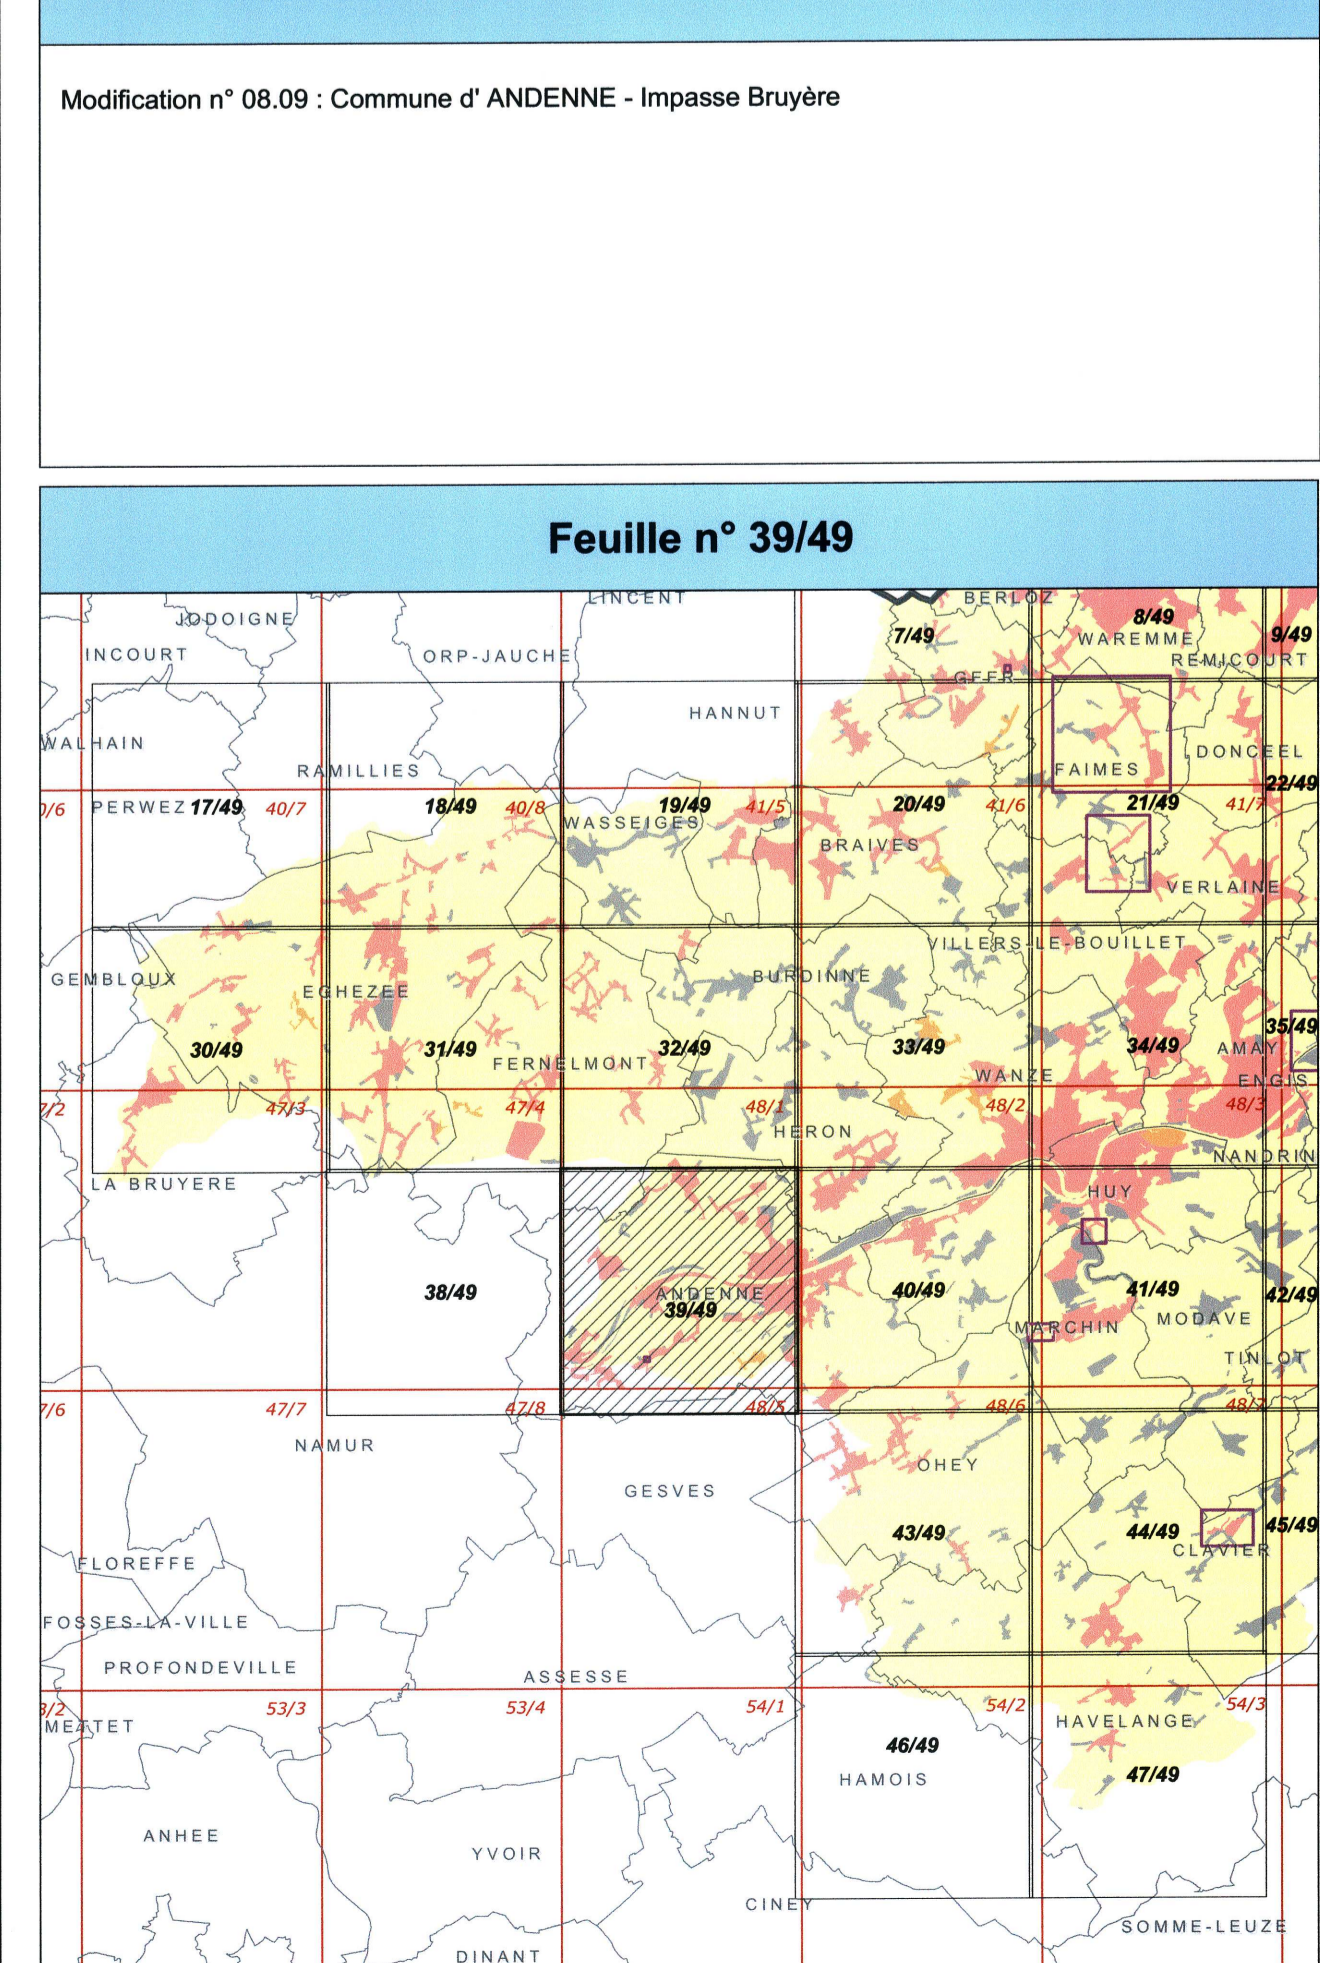 Modification n° 08.09 : Commune d' ANDENNE - Impasse Bruyère
Feuille n° 39/49
LINCENT
BERLOZ
JODOIGNE
8/49
7/49
WAREMME
9/49
INCOURT
ORP-JAUCHE
REMICOURT
GEER
HANNUT
WALHAIN
DONCEEL
RAMILLIES
FAIMES
22/49
PERWEZ 17/49
40/7
18/49
40/8
19/49
41/5
20/49
41/6
21/49
41/7
0/6
WASSEIGES
BRAIVES
VERLAINE
VILLERS-LE-BOUILLET
GEMBLOUX
BURDINNE
EGHEZEE
35/49
30/49
31/49
32/49
33/49
34/49
AMAY
FERNELMONT
WANZE
ENGIS
7/2
47/3
47/4
48/1
48/2
48/3
HERON
NANDRIN
LA BRUYERE
HUY
38/49
ANDENNE
40/49
41/49
42/49
39/49
MODAVE
MARCHIN
TINLOT
7/6
47/7
47/8
48/5
48/6
48/7
NAMUR
OHEY
GESVES
43/49
44/49
45/49
CLAVIER
FLOREFFE
FOSSES-LA-VILLE
PROFONDEVILLE
ASSESSE
3/2
53/3
53/4
54/1
54/2
54/3
METTET
HAVELANGE
46/49
HAMOIS
47/49
ANHEE
YVOIR
CINEY
SOMME-LEUZE
DINANT